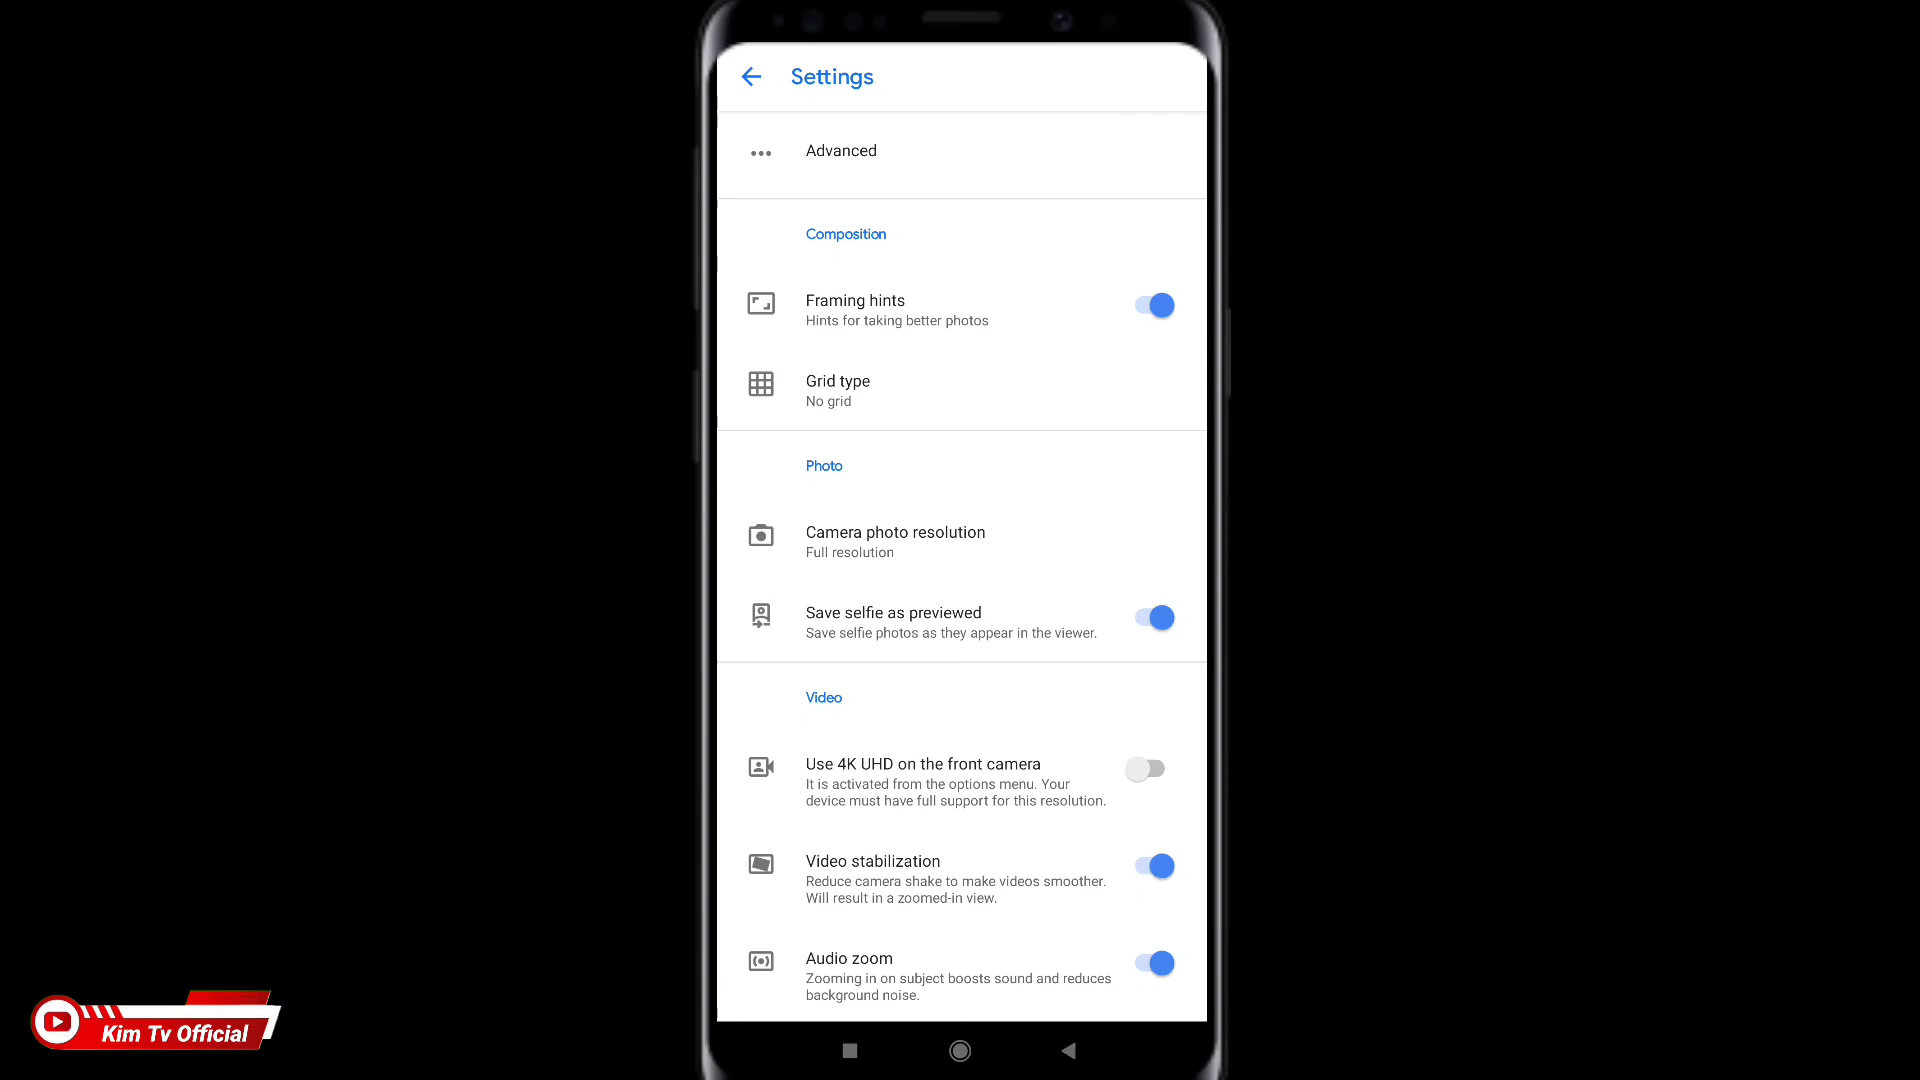 Settings
Advanced
Composition
Framing hints
Hints for taking better photos
Grid type
No grid
Photo
Camera photo resolution
Full resolution
Save selfie as previewed
Save selfie photos as they appear in the viewer.
Video
Use 4K UHD on the front camera
It is activated from the options menu. Your
device must have full support for this resolution.
Video stabilization
Reduce camera shake to make videos smoother.
Will result in a zoomed-in view.
Audio zoom
Zooming in on subject boosts sound and reduces
background noise.
Kim Tv Official